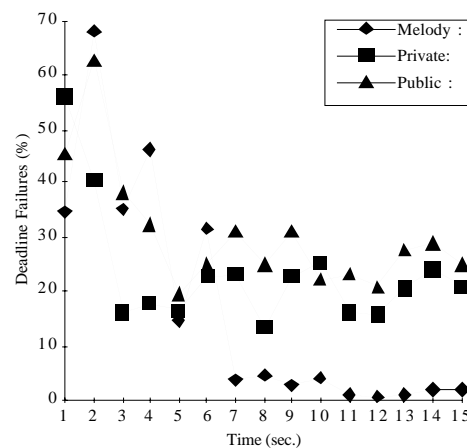 Melody :
Private:
Public :
70
60
50
40
30
20
10
0
Deadline Failures (%)
1 2 3 4 5 6 7 8 9 10 11 12 13 14 15
Time (sec.)